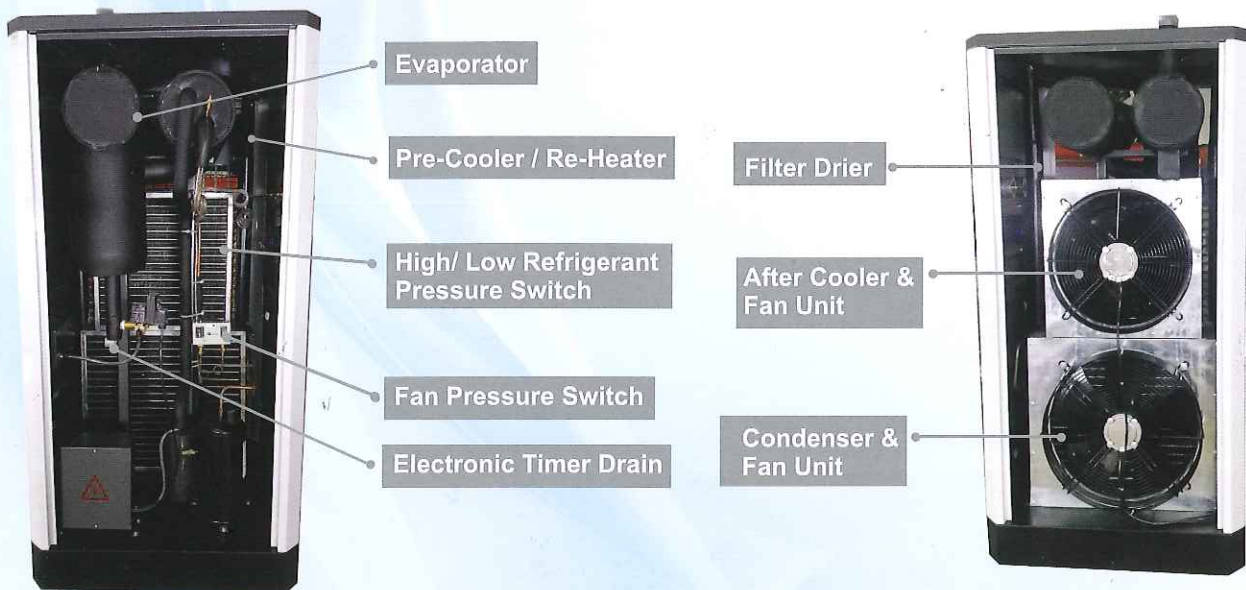 Evaporator
Pre-Cooler / Re-Heater
High/ Low Refrigerant
Pressure Switch
Fan Pressure Switch
Electronic Timer Drain
Filter Drier
After Cooler &
Fan Unit
Condenser &
Fan Unit